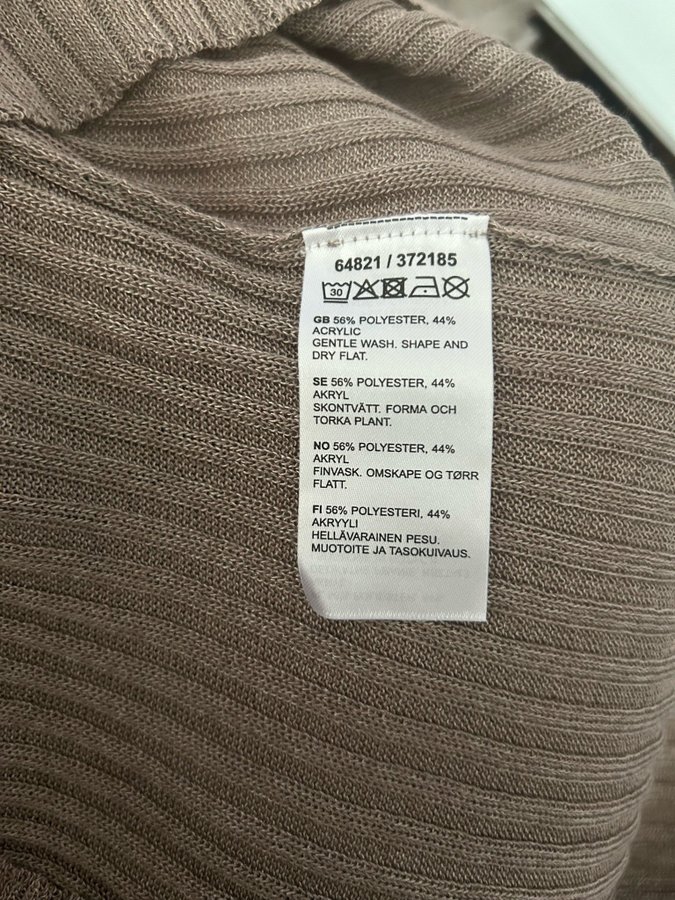 64821 / 372185
30
GB 56% POLYESTER, 44%
ACRYLIC
GENTLE WASH. SHAPE AND
DRY FLAT.
SE 56% POLYESTER, 44%
AKRYL
SKONTVÄTT. FORMA OCH
TORKA PLANT.
NO 56% POLYESTER, 44%
AKRYL
FINVASK. OMSKAPE OG TØRR
FLATT.
FI 56% POLYESTERI, 44%
AKRYYLI
HELLÄVARAINEN PESU.
MUOTOITE JA TASOKUIVAUS.